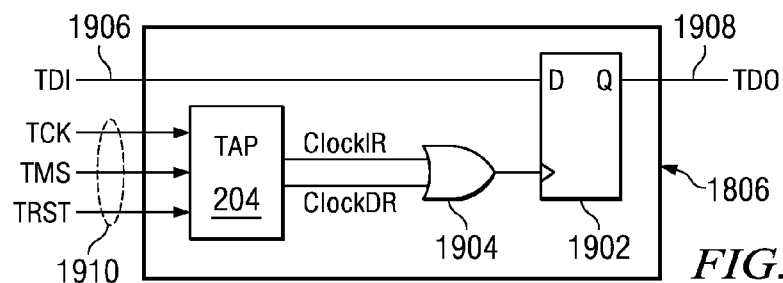 1906
1908
TDI
D Q
TDO
TCK
TAP
ClockIR
TMS
204
ClockDR
TRST
1806
1904
1902
1910
FIG.